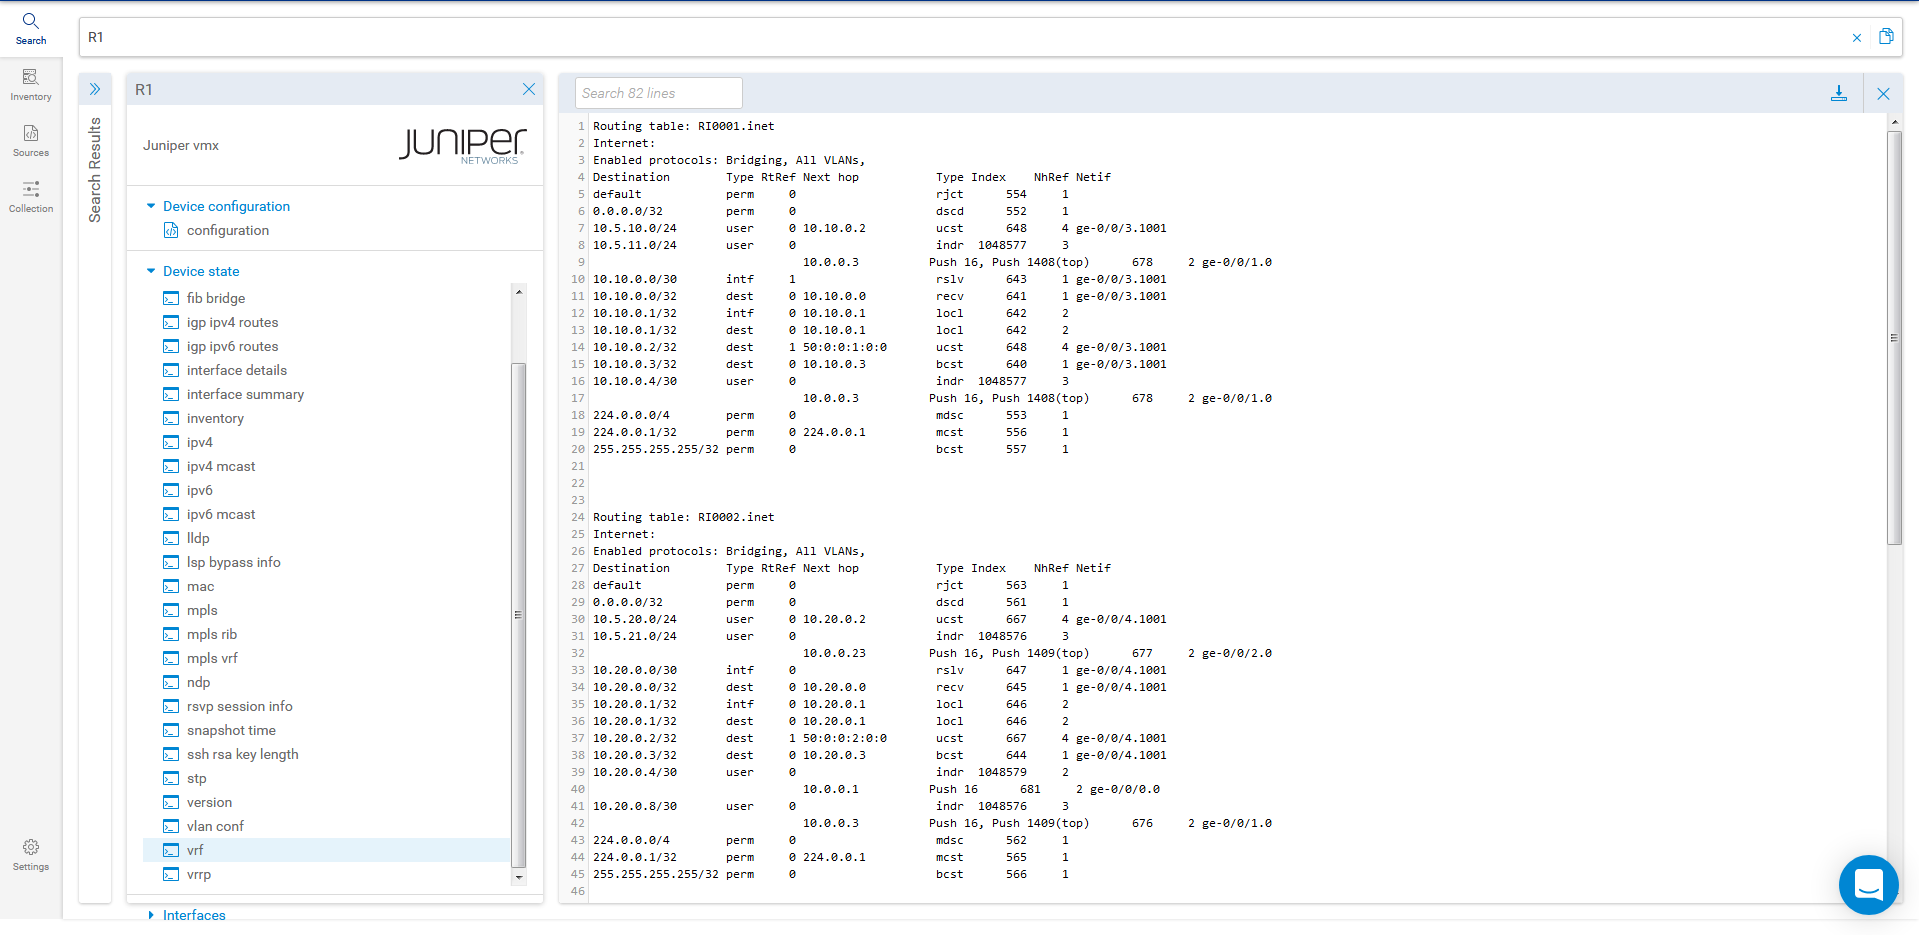 Search
R1
Inventory
Sources
Collection
Settings
Search Results
R1
Juniper vmx
JUNIPER
NETWORKS
Device configuration
configuration
Device state
fib bridge
igp ipv4 routes
igp ipv6 routes
interface details
interface summary
inventory
ipv4
ipv4 mcast
ipv6
ipv6 mcast
lldp
lsp bypass info
mac
mpls
mpls rib
mpls vrf
ndp
rsvp session info
snapshot time
ssh rsa key length
stp
version
vlan conf
vrf
vrrp
Interfaces
Search 82 lines
1 Routing table: RI0001.inet
2 Internet:
3 Enabled protocols: Bridging, All VLANs,
4 Destination Type RtRef Next hop Type Index NhRef Netif
5 default perm 0 rjct 554 1
6 0.0.0.0/32 perm 0 dscd 552 1
7 10.5.10.0/24 user 0 10.10.0.2 ucst 648 4 ge-0/0/3.1001
8 10.5.11.0/24 user 0 indr 1048577 3
9 10.0.0.3 Push 16, Push 1408(top) 678 2 ge-0/0/1.0
10 10.10.0.0/30 intf 1 rslv 643 1 ge-0/0/3.1001
11 10.10.0.0/32 dest 0 10.10.0.0 recv 641 1 ge-0/0/3.1001
12 10.10.0.1/32 intf 0 10.10.0.1 locl 642 2
13 10.10.0.1/32 dest 0 10.10.0.1 locl 642 2
14 10.10.0.2/32 dest 1 50:0:0:1:0:0 ucst 648 4 ge-0/0/3.1001
15 10.10.0.3/32 dest 0 10.10.0.3 bcst 640 1 ge-0/0/3.1001
16 10.10.0.4/30 user 0 indr 1048577 3
17 10.0.0.3 Push 16, Push 1408(top) 678 2 ge-0/0/1.0
18 224.0.0.0/4 perm 0 mdsc 553 1
19 224.0.0.1/32 perm 0 224.0.0.1 mcst 556 1
20 255.255.255.255/32 perm 0 bcst 557 1
21
22
23
24 Routing table: RI0002.inet
25 Internet:
26 Enabled protocols: Bridging, All VLANs,
27 Destination Type RtRef Next hop Type Index NhRef Netif
28 default perm 0 rjct 563 1
29 0.0.0.0/32 perm 0 dscd 561 1
30 10.5.20.0/24 user 0 10.20.0.2 ucst 667 4 ge-0/0/4.1001
31 10.5.21.0/24 user 0 indr 1048576 3
32 10.0.0.23 Push 16, Push 1409(top) 677 2 ge-0/0/2.0
33 10.20.0.0/30 intf 0 rslv 647 1 ge-0/0/4.1001
34 10.20.0.0/32 dest 0 10.20.0.0 recv 645 1 ge-0/0/4.1001
35 10.20.0.1/32 intf 0 10.20.0.1 locl 646 2
36 10.20.0.1/32 dest 0 10.20.0.1 locl 646 2
37 10.20.0.2/32 dest 1 50:0:0:2:0:0 ucst 667 4 ge-0/0/4.1001
38 10.20.0.3/32 dest 0 10.20.0.3 bcst 644 1 ge-0/0/4.1001
39 10.20.0.4/30 user 0 indr 1048579 2
40 10.0.0.1 Push 16 681 2 ge-0/0/0.0
41 10.20.0.8/30 user 0 indr 1048576 3
42 10.0.0.3 Push 16, Push 1409(top) 676 2 ge-0/0/1.0
43 224.0.0.0/4 perm 0 mdsc 562 1
44 224.0.0.1/32 perm 0 224.0.0.1 mcst 565 1
45 255.255.255.255/32 perm 0 bcst 566 1
46